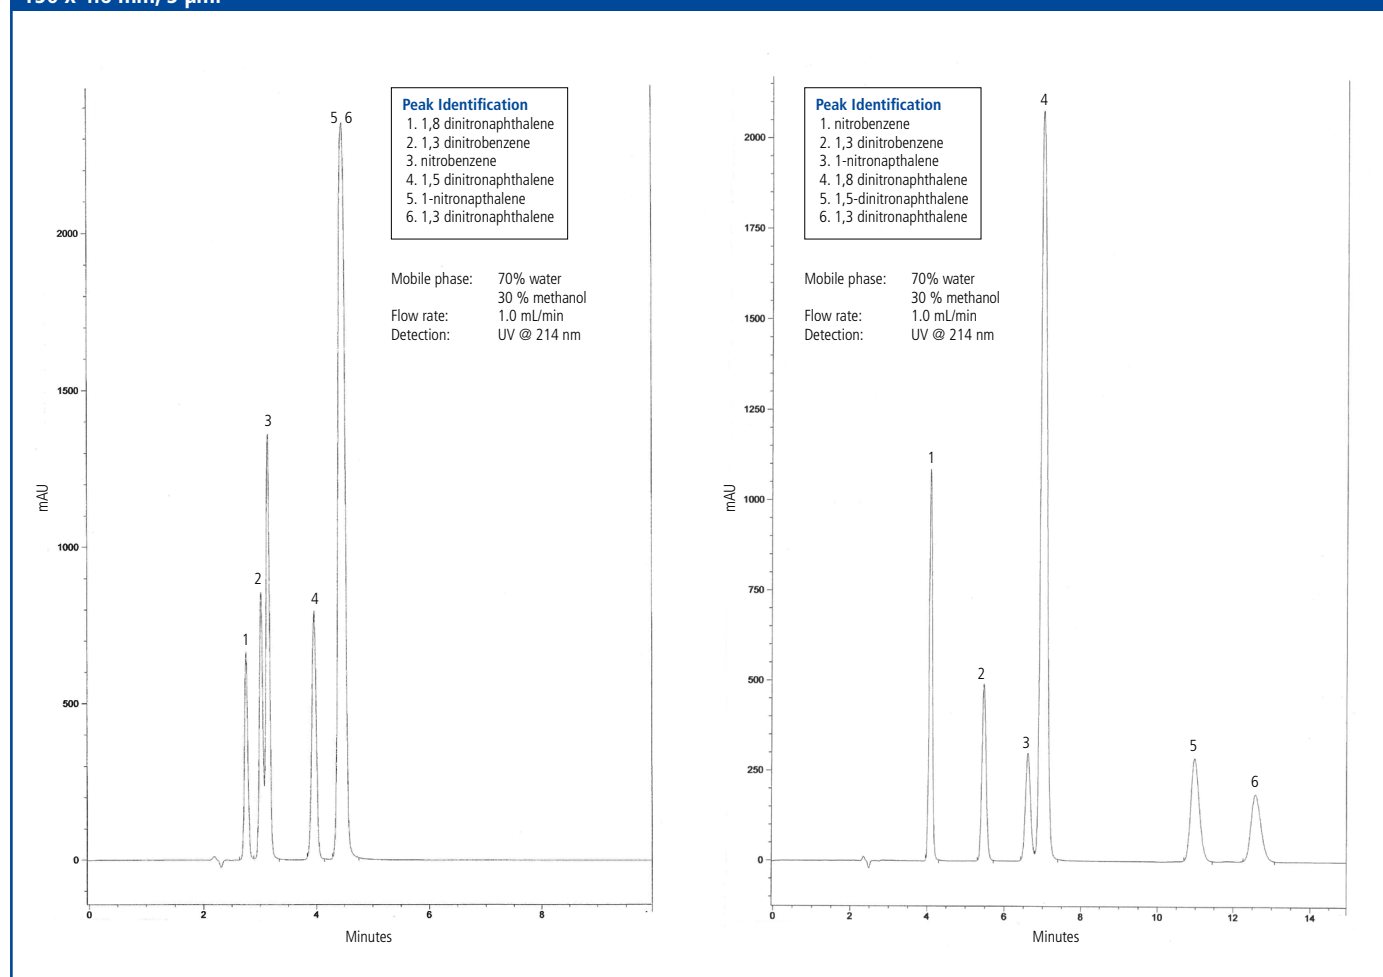 5 6
Peak Identification
1. 1,8 dinitronaphthalene
2. 1,3 dinitrobenzene
3. nitrobenzene
4. 1,5 dinitronaphthalene
5. 1-nitronapthalene
6. 1,3 dinitronaphthalene
Mobile phase: 70% water
30 % methanol
Flow rate: 1.0 mL/min
Detection: UV @ 214 nm
2000
1500
1000
500
0
mAU
1
2
3
4
0 2 4 6 8
Minutes
Peak Identification
1. nitrobenzene
2. 1,3 dinitrobenzene
3. 1-nitronapthalene
4. 1,8 dinitronaphthalene
5. 1,5-dinitronaphthalene
6. 1,3 dinitronaphthalene
Mobile phase: 70% water
30 % methanol
Flow rate: 1.0 mL/min
Detection: UV @ 214 nm
2000
1750
1500
1250
1000
750
500
250
0
mAU
1
2
3
4
5
6
0 2 4 6 8 10 12 14
Minutes